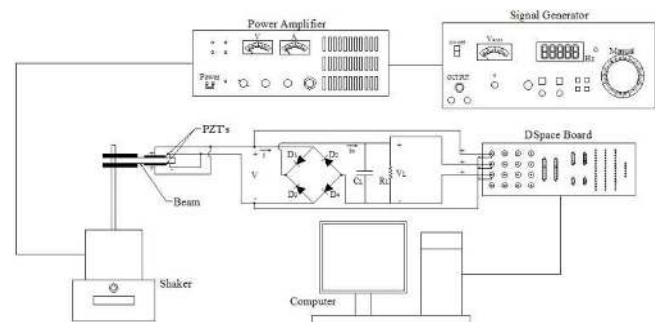 Power Amplifier
Signal Generator
V
A
Power
OUTPUT
Hz
Manual
PZT's
Beam
Shaker
V
D1
D2
D3
D4
CL
RL
VL
DSpace Board
Computer